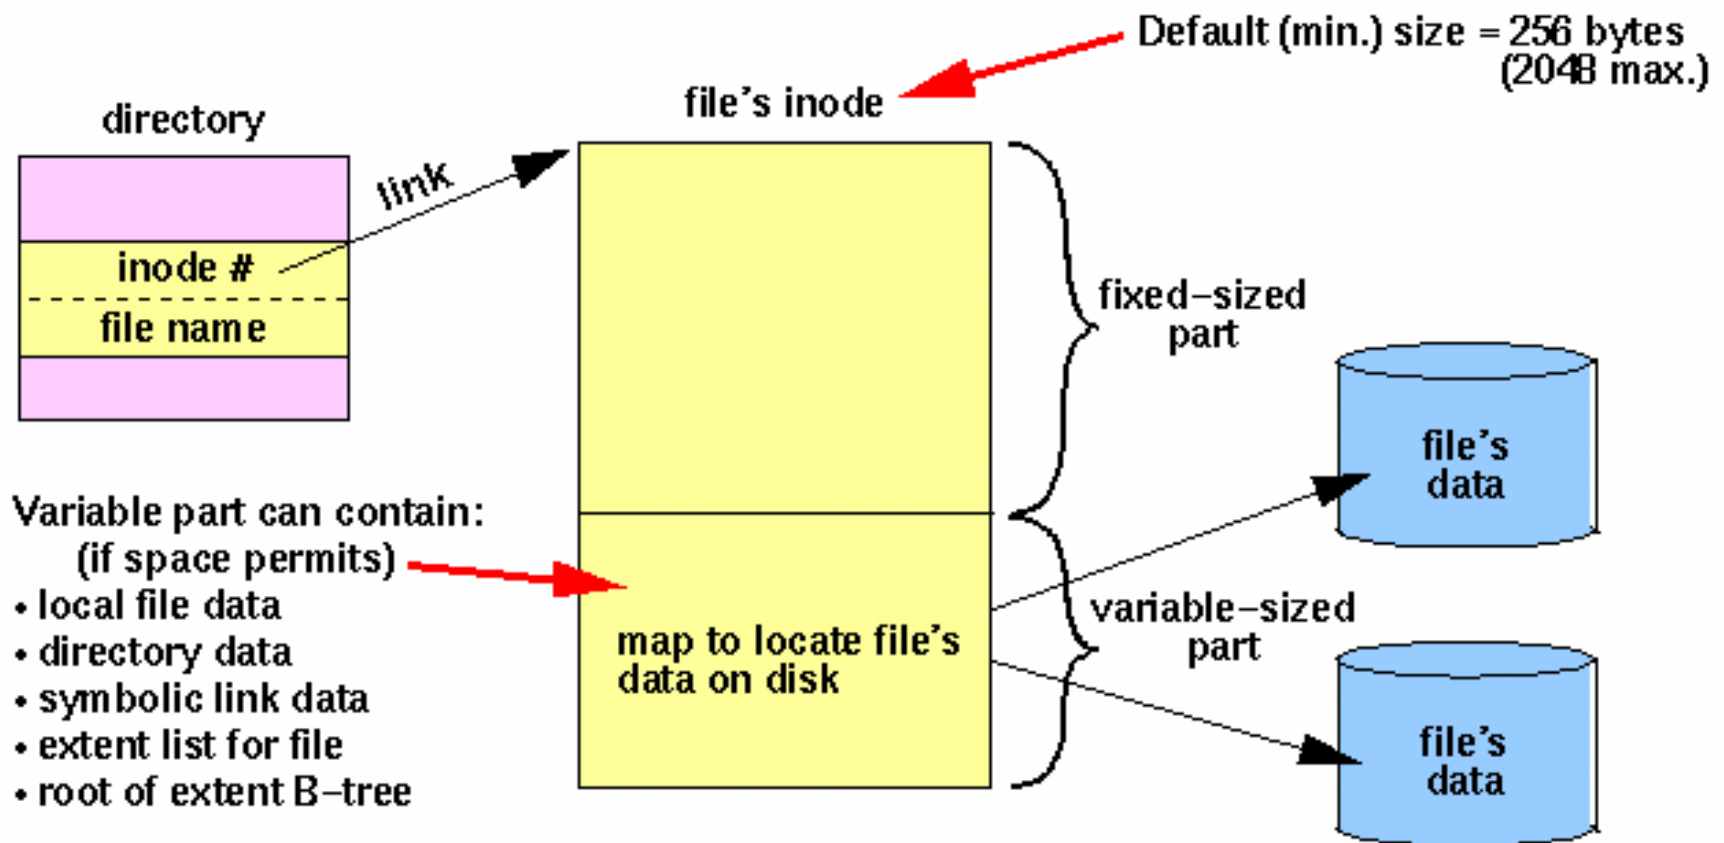 Default (min.) size = 256 bytes
(2048 max.)
directory
link
file's inode
inode #
file name
fixed-sized
part
file's
data
Variable part can contain:
(if space permits)
• local file data
• directory data
• symbolic link data
• extent list for file
• root of extent B-tree
map to locate file's
data on disk
variable-sized
part
file's
data